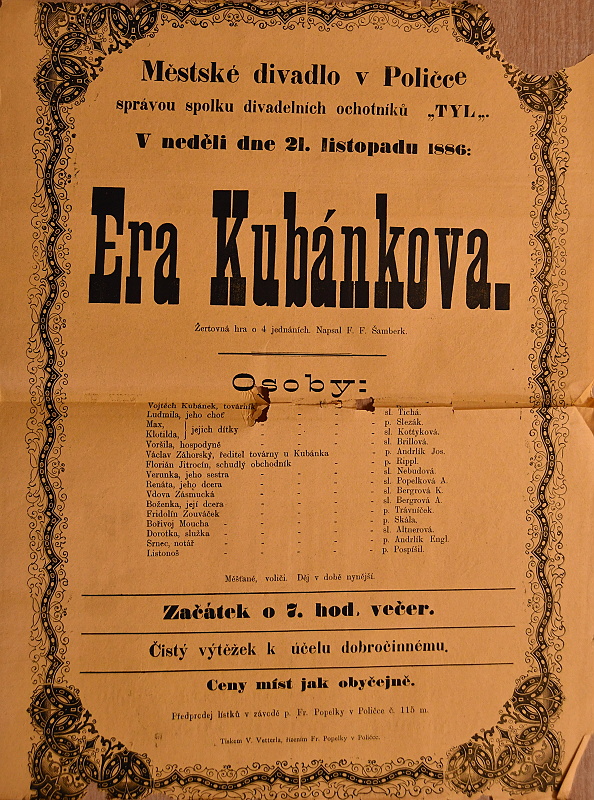 Městské divadlo v Poličce
správou spolku divadelních ochotníků „TYL„.
V neděli dne 21. listopadu 1886:
Era Kubánkova.
Žertovná hra o 4 jednáních. Napsal F. F. Šamberk.
Osoby:
Vojtěch Kubánek, továrník
Ludmila, jeho choť - - - - sl. Tichá.
Max, p. Slezák.
jejich dítky
Klotilda, sl. Kottyková.
Voršila, hospodyně - - - - sl. Brillová.
Václav Záhorský, ředitel továrny u Kubánka - - p. Andrlík Jos.
Florián Jitrocín, schudlý obchodník - - - p. Rippl.
Verunka, jeho sestra - - - - sl. Nebudová.
Renáta, jeho dcera - - - - sl. Popelková A.
Vdova Zásmucká - - - - sl. Bergrová K.
Boženka, její dcera - - - - sl. Bergrová A.
Fridolín Žouváček - - - - p. Trávníček.
Bořivoj Moucha - - - - - p. Skála.
Dorotka, služka - - - - sl. Altnerová.
Srnec, notář - - - - - p. Andrlík Engl.
Listonoš - - - - - p. Pospíšil.
Měšťané, voliči. Děj v době nynější.
Začátek o 7. hod. večer.
Čistý výtěžek k účelu dobročinnému.
Ceny míst jak obyčejně.
Předprodej lístků v závodě p. Fr. Popelky v Poličce č. 115 m.
Tiskem V. Vetterla, řízením Fr. Popelky v Poličce.